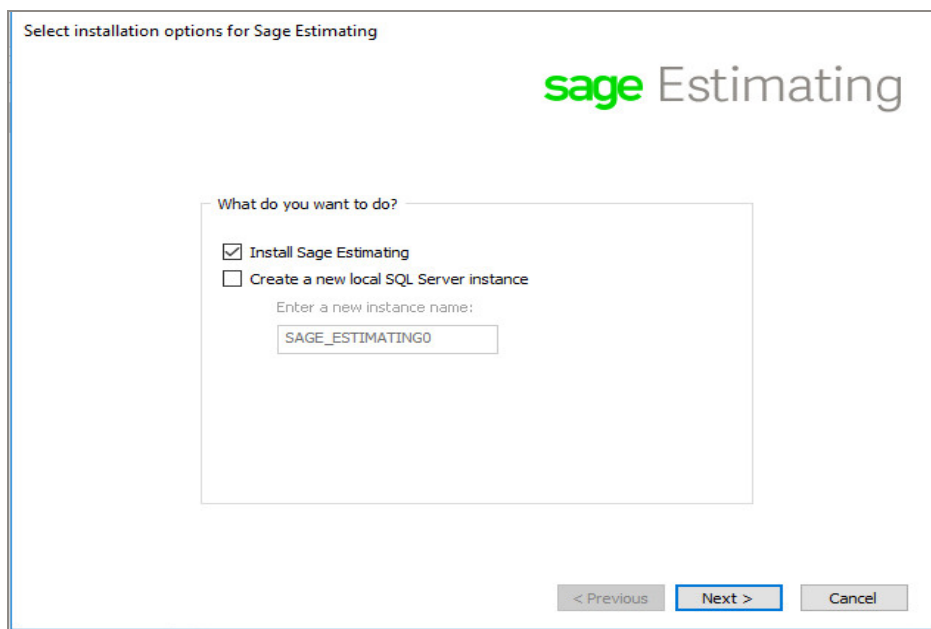 Select installation options for Sage Estimating
sage Estimating
What do you want to do?
Install Sage Estimating
Create a new local SQL Server instance
Enter a new instance name:
SAGE_ESTIMATING0
< Previous
Next >
Cancel